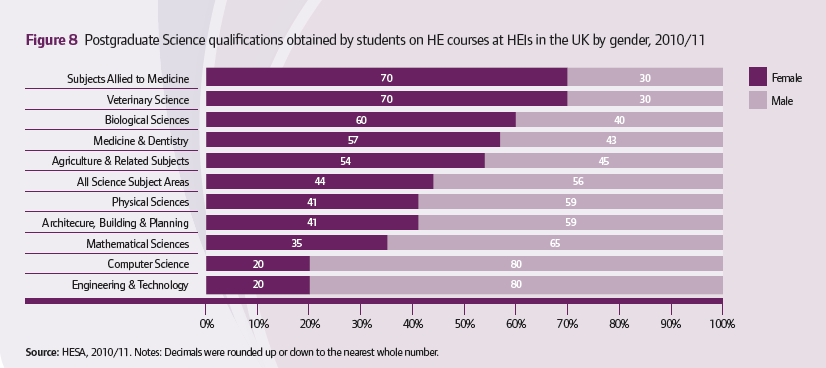 Figure 8 Postgraduate Science qualifications obtained by students on HE courses at HEIs in the UK by gender, 2010/11
Subjects Allied to Medicine 70 30 Female
Veterinary Science 70 30 Male
Biological Sciences 60 40
Medicine & Dentistry 57 43
Agriculture & Related Subjects 54 45
All Science Subject Areas 44 56
Physical Sciences 41 59
Architecure, Building & Planning 41 59
Mathematical Sciences 35 65
Computer Science 20 80
Engineering & Technology 20 80
0% 10% 20% 30% 40% 50% 60% 70% 80% 90% 100%
Source: HESA, 2010/11. Notes: Decimals were rounded up or down to the nearest whole number.